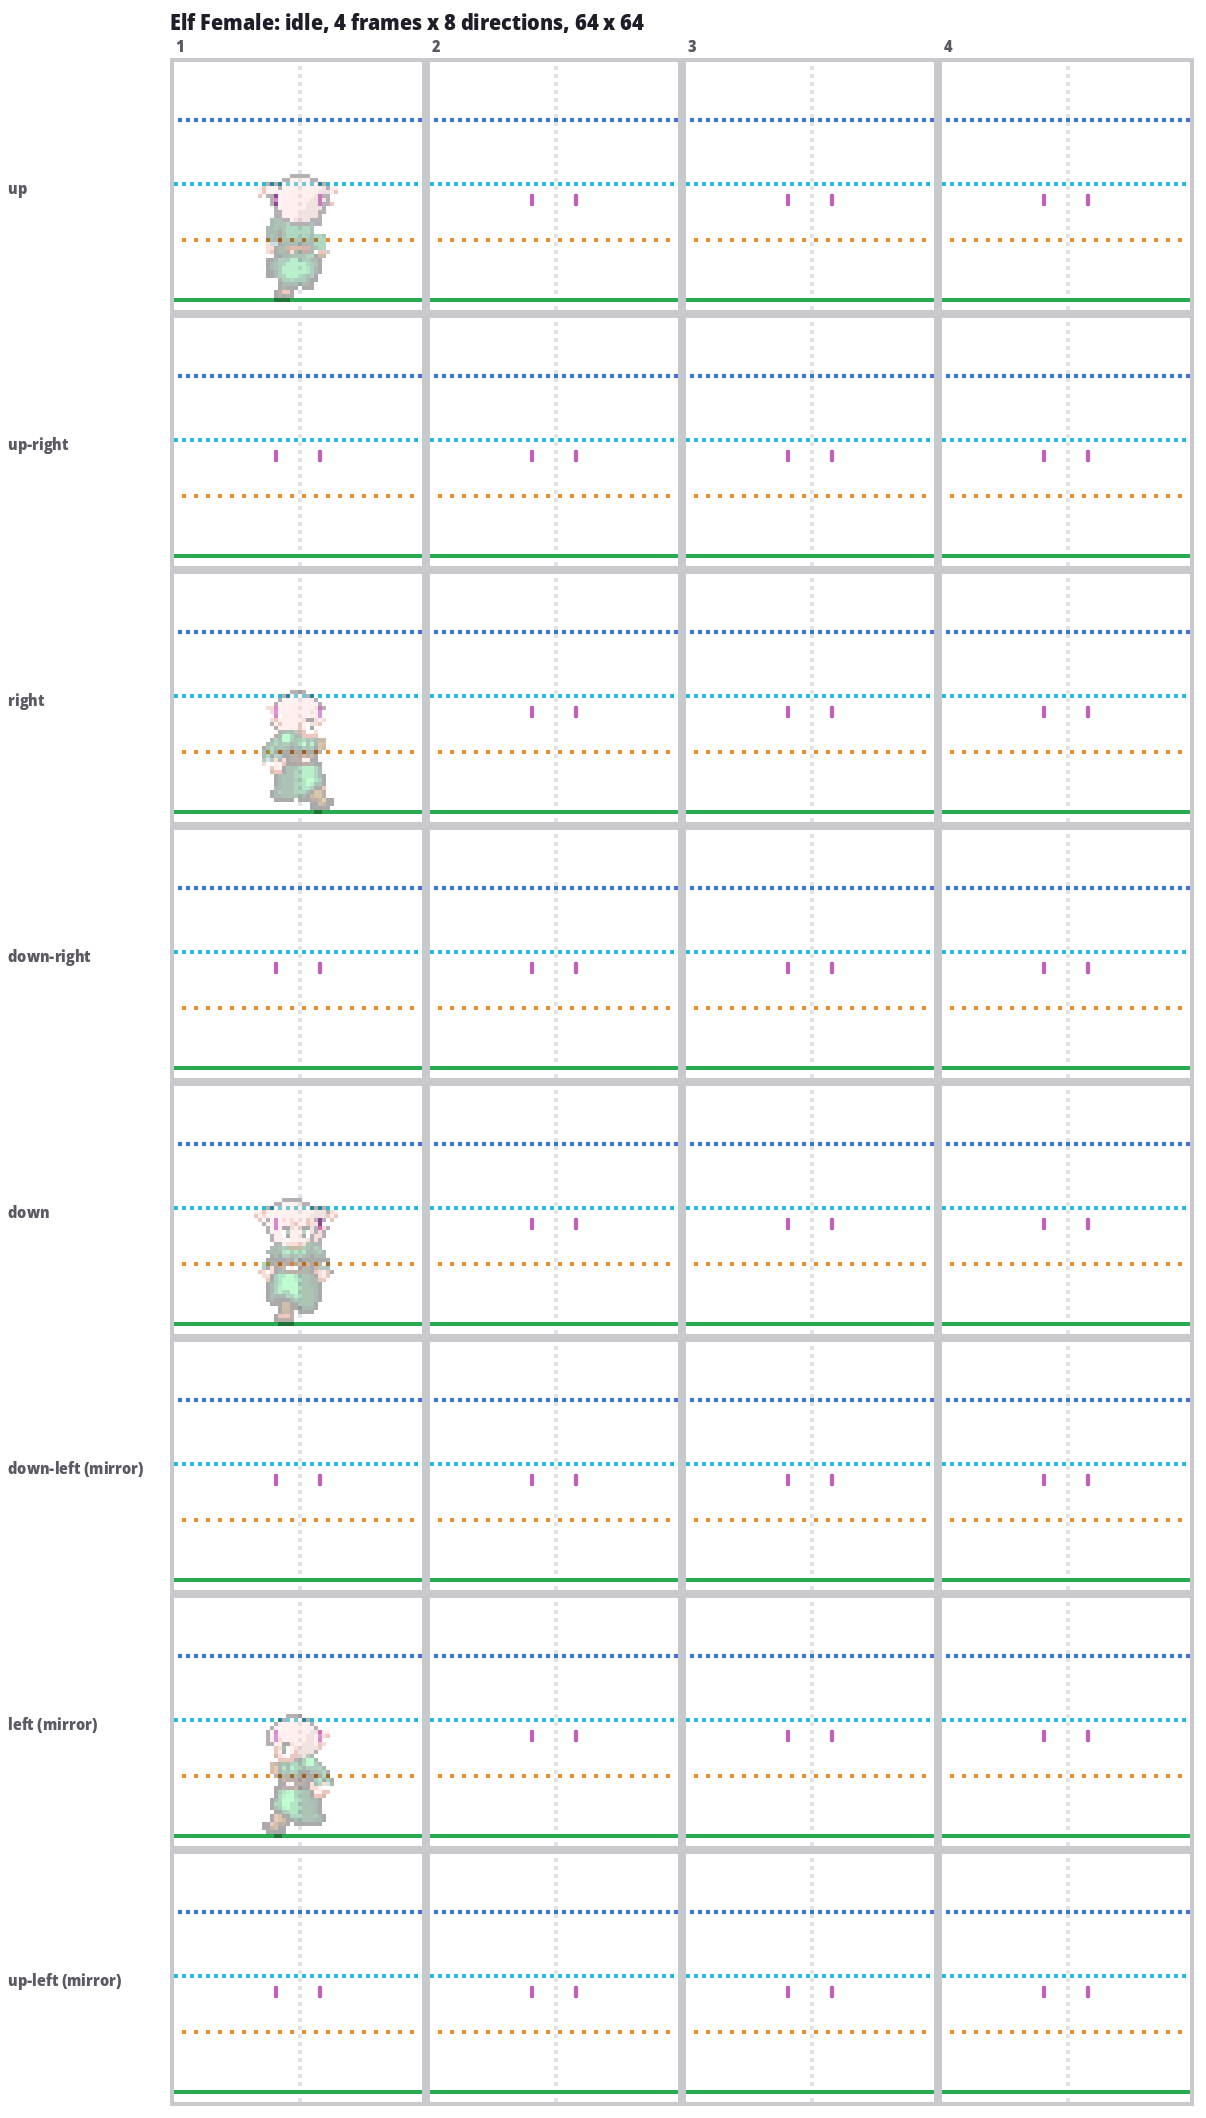 Elf Female: idle, 4 frames x 8 directions, 64 x 64
1 2 3 4
up
up-right
right
down-right
down
down-left (mirror)
left (mirror)
up-left (mirror)